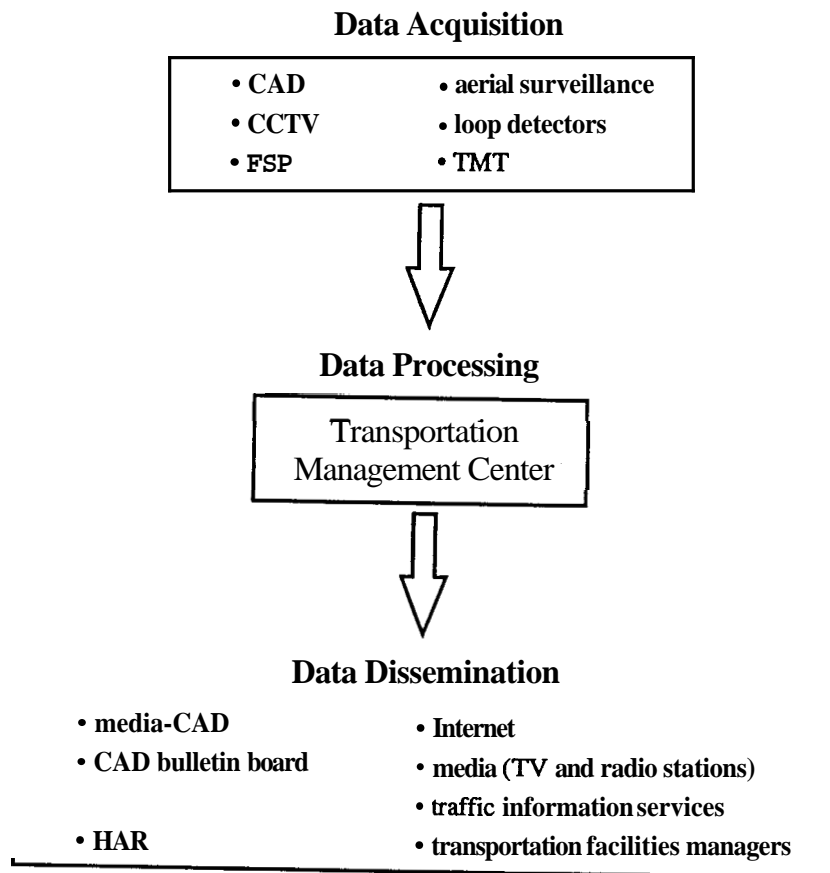 Data Acquisition
• CAD
• CCTV
• FSP
• aerial surveillance
• loop detectors
• TMT
Data Processing
Transportation
Management Center
Data Dissemination
• media-CAD
• CAD bulletin board
• HAR
• Internet
• media (TV and radio stations)
• traffic information services
• transportation facilities managers